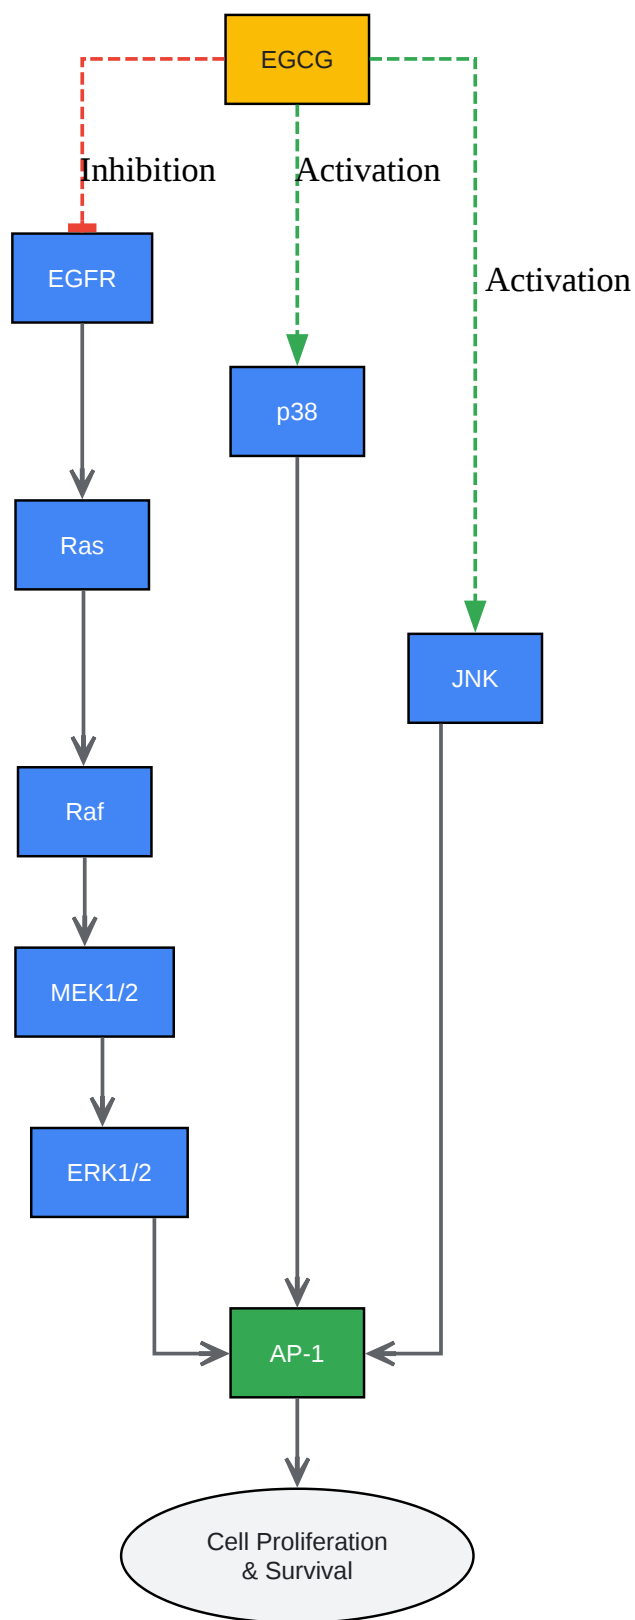 EGCG
Inhibition
Activation
EGFR
Activation
p38
Ras
JNK
Raf
MEK1/2
ERK1/2
AP-1
Cell Proliferation
& Survival